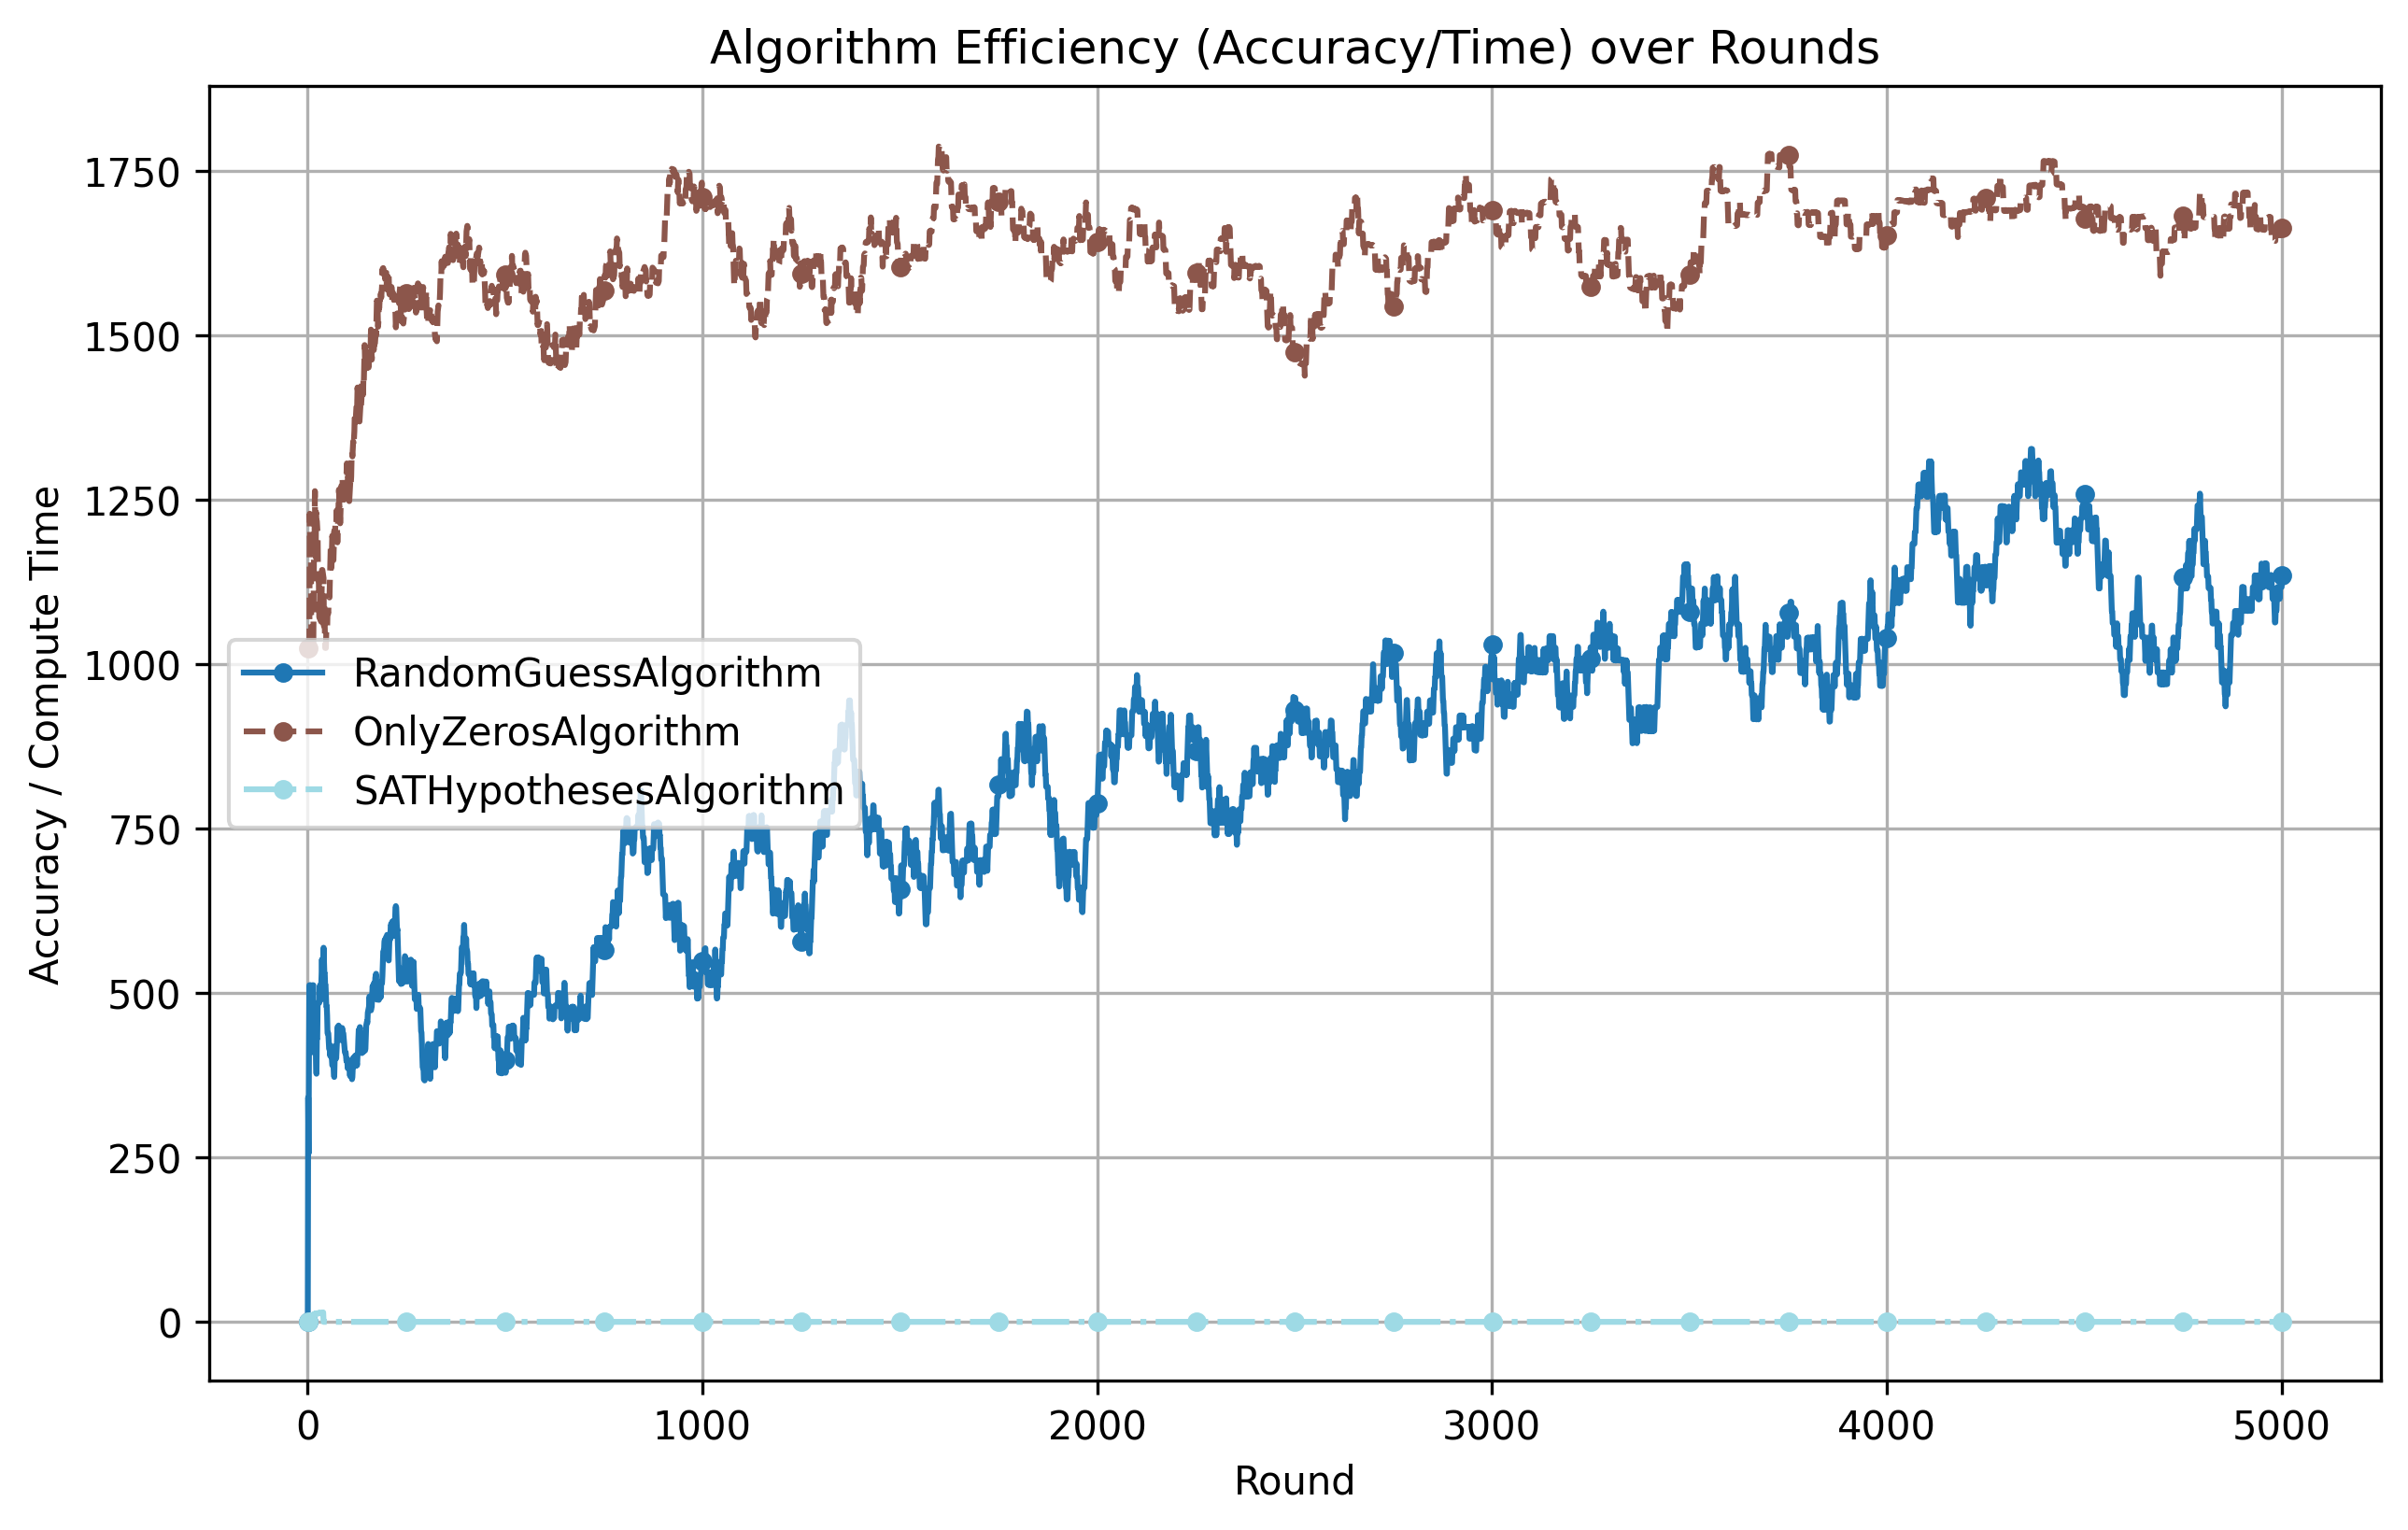 Algorithm Efficiency (Accuracy/Time) over Rounds
Accuracy / Compute Time
1750
1500
1250
1000
750
500
250
0
RandomGuessAlgorithm
OnlyZerosAlgorithm
SATHypothesesAlgorithm
0
1000
2000
3000
4000
5000
Round